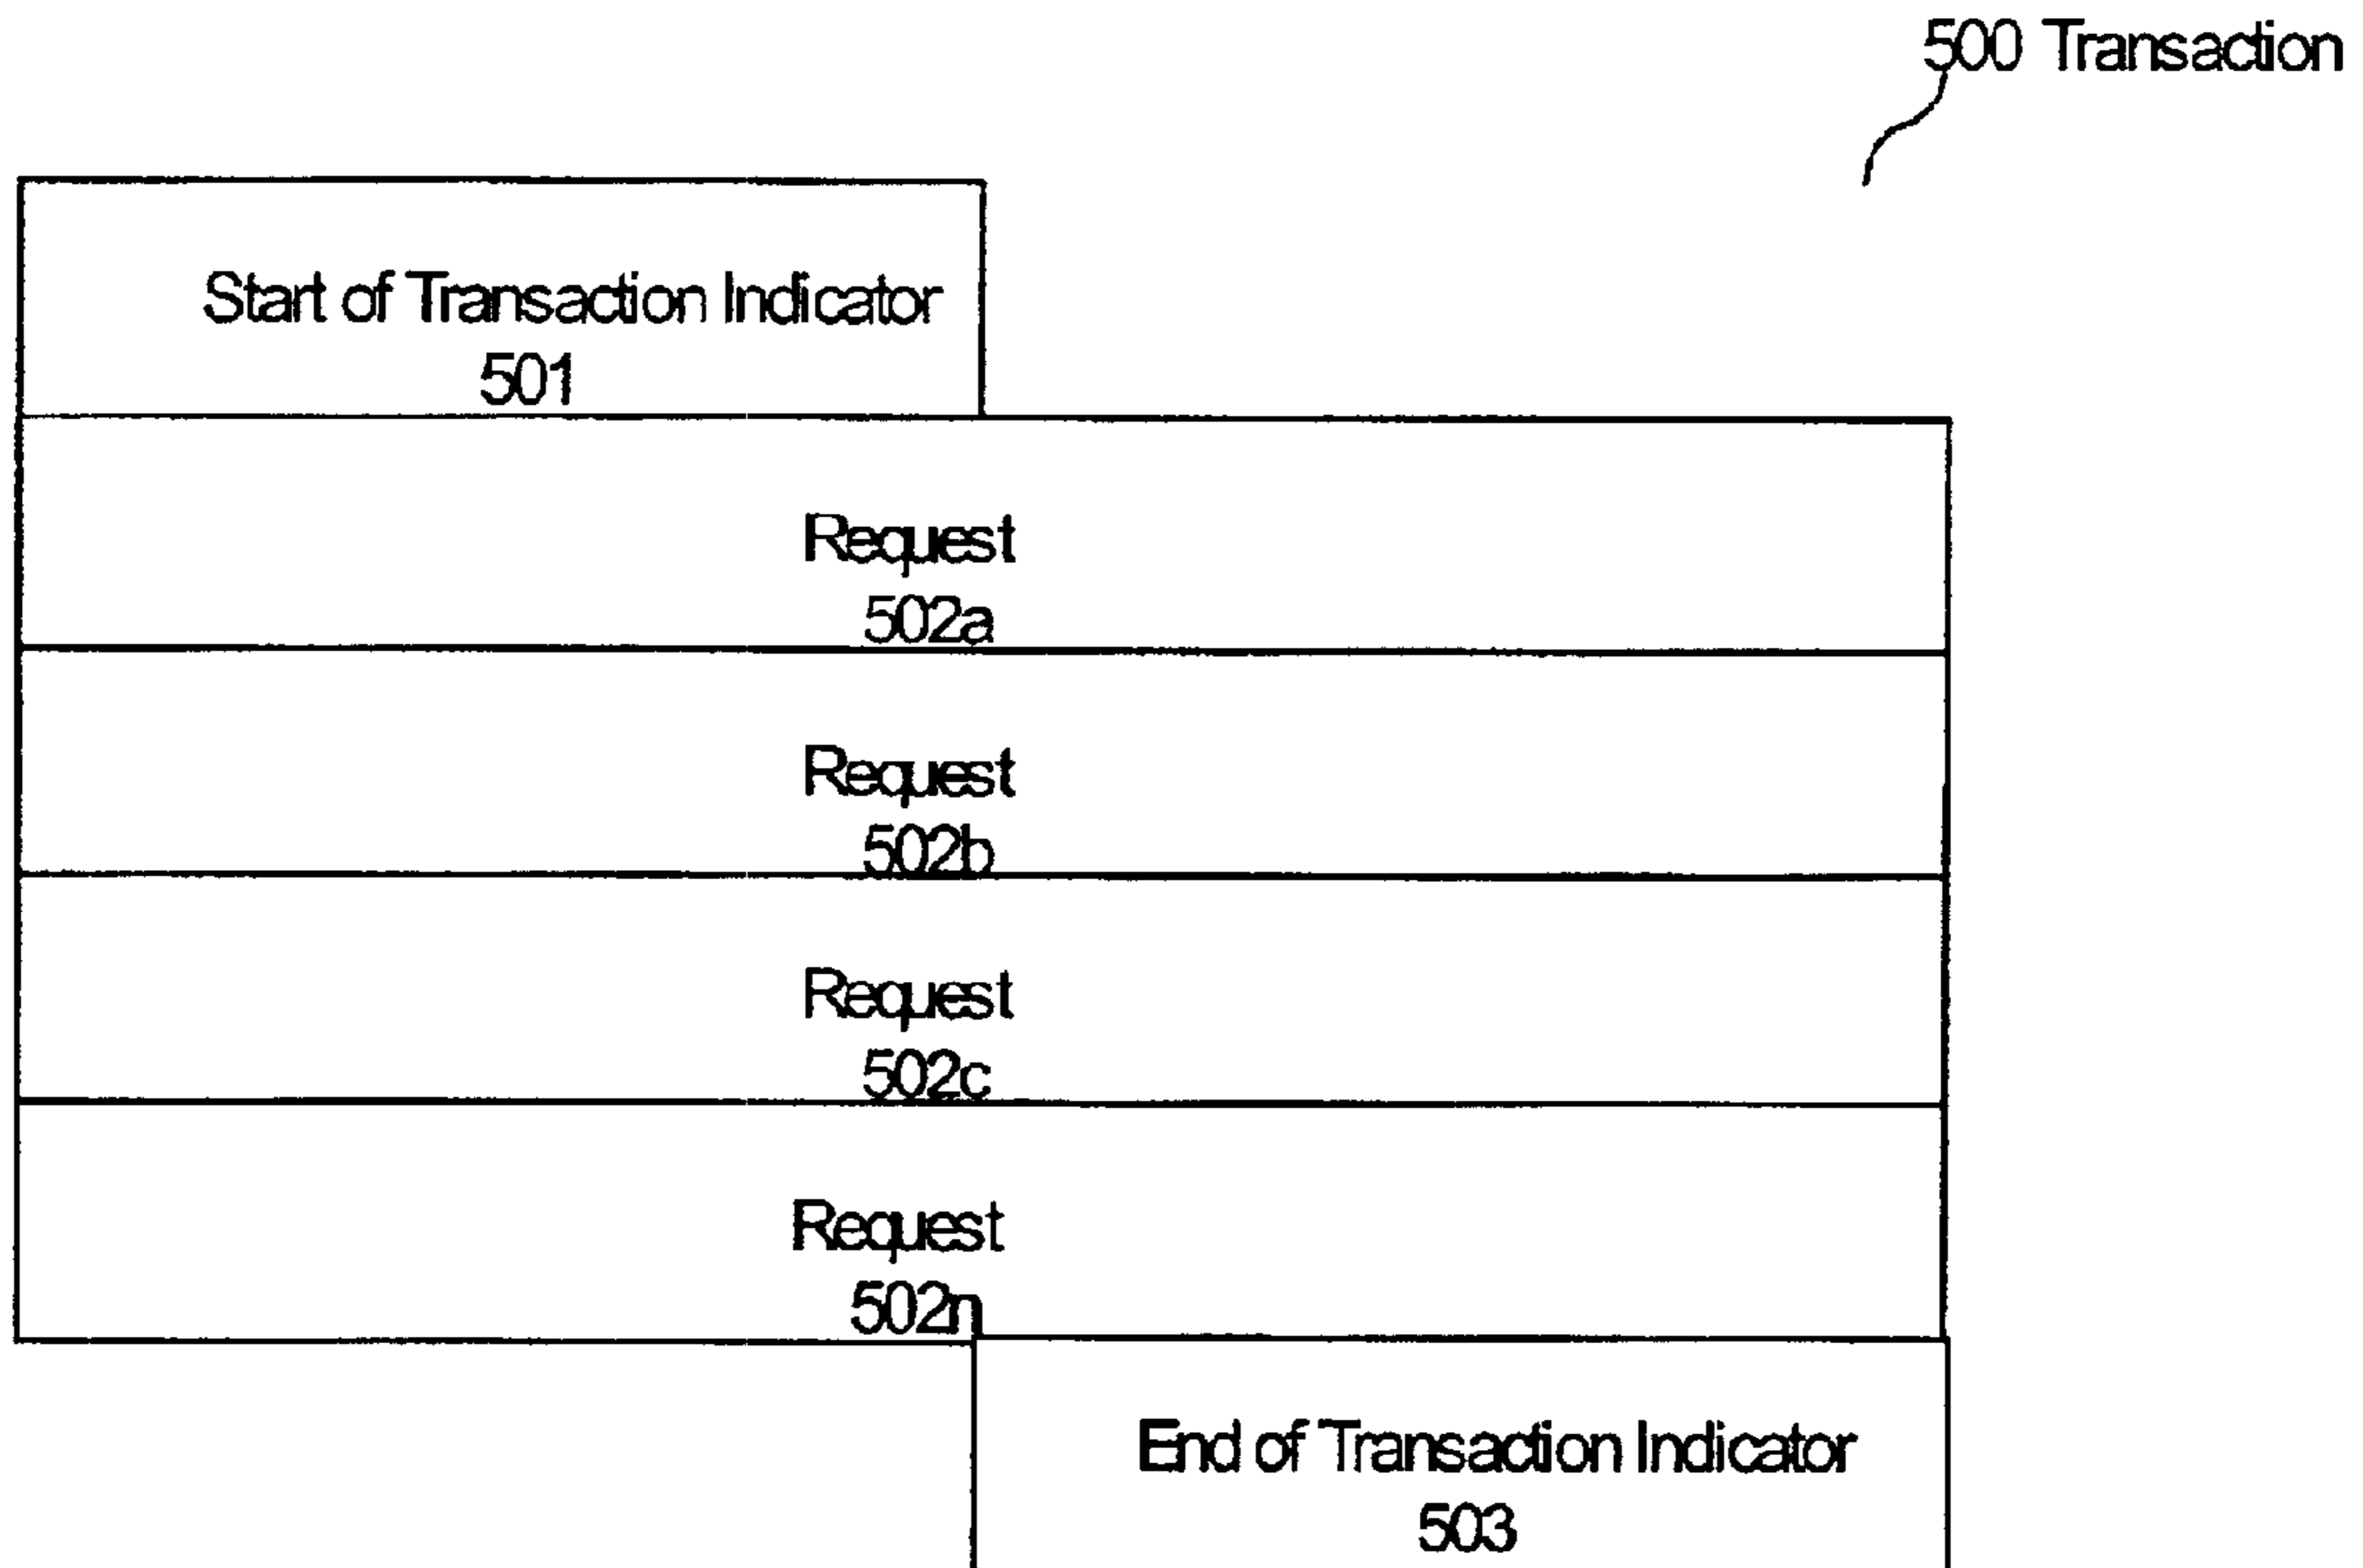 500 Transaction
Start of Transaction Indicator
501
Request
502a
Request
502b
Request
502c
Request
502n
End of Transaction Indicator
503